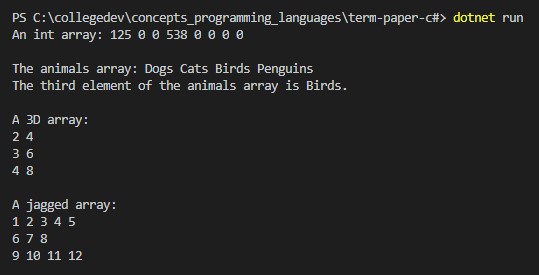 PS C:\collegedev\concepts_programming_languages\term-paper-c#> dotnet run
An int array: 125 0 0 538 0 0 0 0
The animals array: Dogs Cats Birds Penguins
The third element of the animals array is Birds.
A 3D array:
2 4
3 6
4 8
A jagged array:
1 2 3 4 5
6 7 8
9 10 11 12